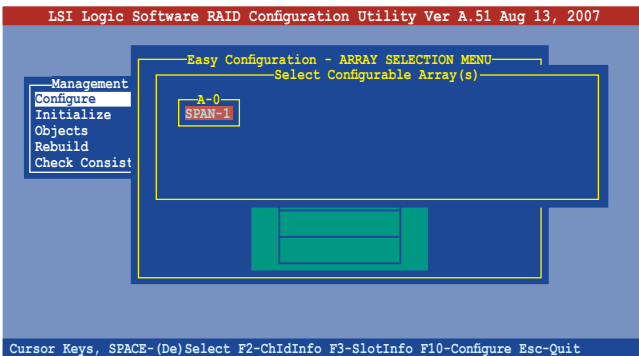 LSI Logic Software RAID Configuration Utility Ver A.51 Aug 13, 2007
Easy Configuration - ARRAY SELECTION MENU
Select Configurable Array(s)
Management
Configure
Initialize
Objects
Rebuild
Check Consist
A-0
SPAN-1
Cursor Keys, SPACE-(De)Select F2-ChIdInfo F3-SlotInfo F10-Configure Esc-Quit